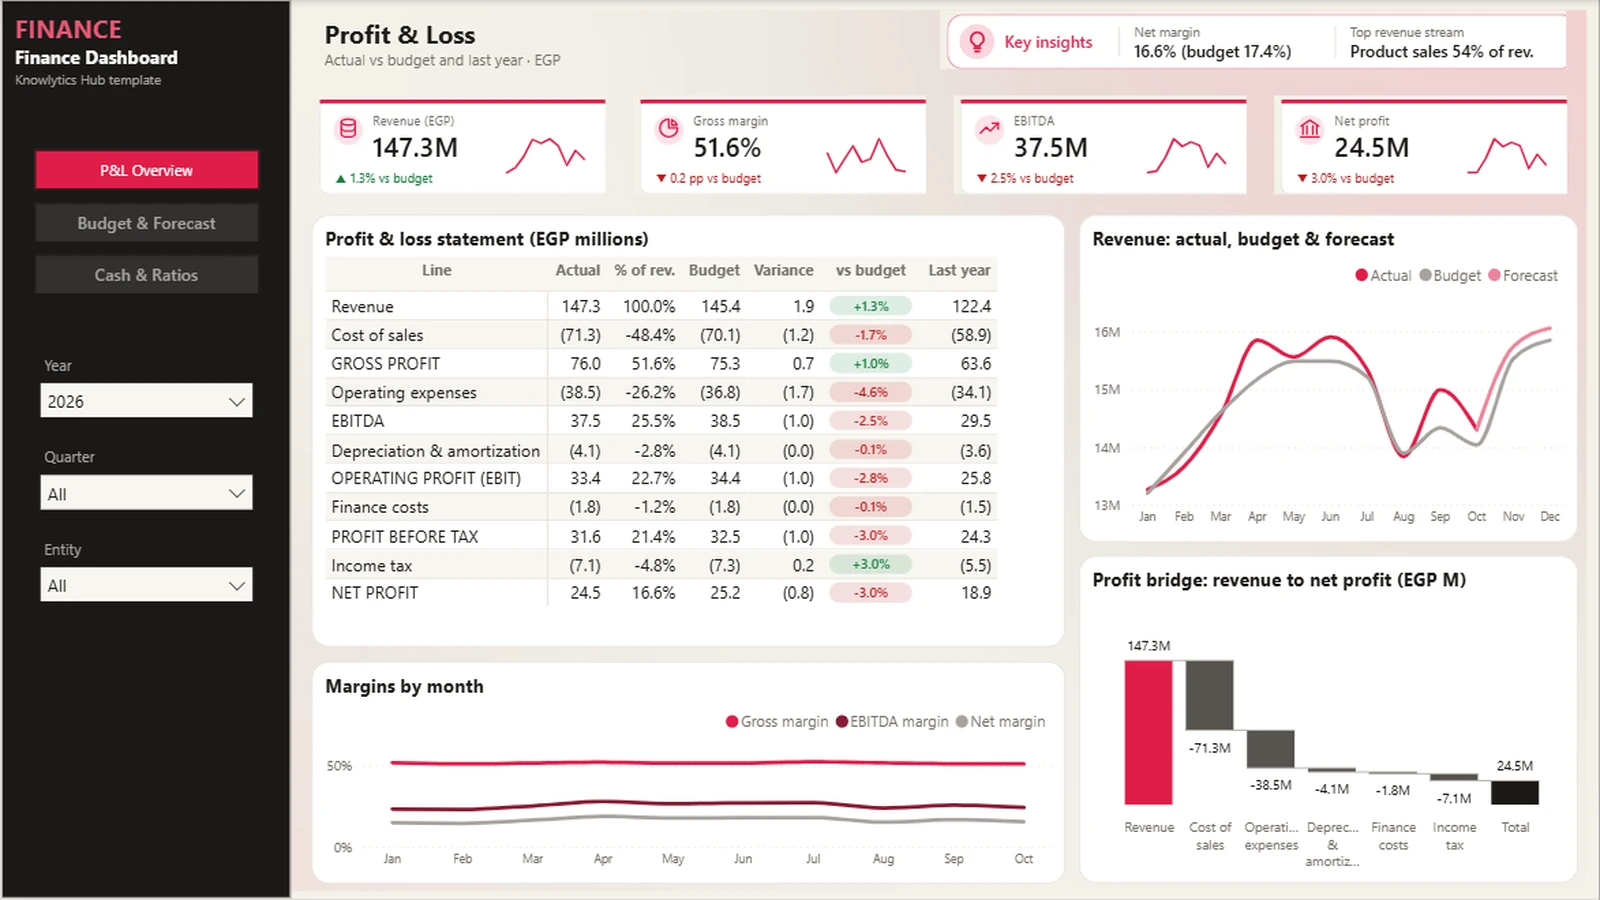 FINANCE
Finance Dashboard
Knowlytics Hub template
P&L Overview
Budget & Forecast
Cash & Ratios
Year
2026
Quarter
All
Entity
All
Profit & Loss
Actual vs budget and last year · EGP
Key insights
Net margin
16.6% (budget 17.4%)
Top revenue stream
Product sales 54% of rev.
Revenue (EGP)
147.3M
▲ 1.3% vs budget
Gross margin
51.6%
▼ 0.2 pp vs budget
EBITDA
37.5M
▼ 2.5% vs budget
Net profit
24.5M
▼ 3.0% vs budget
Profit & loss statement (EGP millions)
Line Actual % of rev. Budget Variance vs budget Last year
Revenue 147.3 100.0% 145.4 1.9 +1.3% 122.4
Cost of sales (71.3) -48.4% (70.1) (1.2) -1.7% (58.9)
GROSS PROFIT 76.0 51.6% 75.3 0.7 +1.0% 63.6
Operating expenses (38.5) -26.2% (36.8) (1.7) -4.6% (34.1)
EBITDA 37.5 25.5% 38.5 (1.0) -2.5% 29.5
Depreciation & amortization (4.1) -2.8% (4.1) (0.0) -0.1% (3.6)
OPERATING PROFIT (EBIT) 33.4 22.7% 34.4 (1.0) -2.8% 25.8
Finance costs (1.8) -1.2% (1.8) (0.0) -0.1% (1.5)
PROFIT BEFORE TAX 31.6 21.4% 32.5 (1.0) -3.0% 24.3
Income tax (7.1) -4.8% (7.3) 0.2 +3.0% (5.5)
NET PROFIT 24.5 16.6% 25.2 (0.8) -3.0% 18.9
Revenue: actual, budget & forecast
Actual Budget Forecast
16M
15M
14M
13M
Jan Feb Mar Apr May Jun Jul Aug Sep Oct Nov Dec
Margins by month
Gross margin EBITDA margin Net margin
50%
0%
Jan Feb Mar Apr May Jun Jul Aug Sep Oct
Profit bridge: revenue to net profit (EGP M)
147.3M
-71.3M
-38.5M
-4.1M
-1.8M
-7.1M
24.5M
Revenue
Cost of
sales
Operati...
expenses
Deprec...
&
amortiz...
Finance
costs
Income
tax
Total